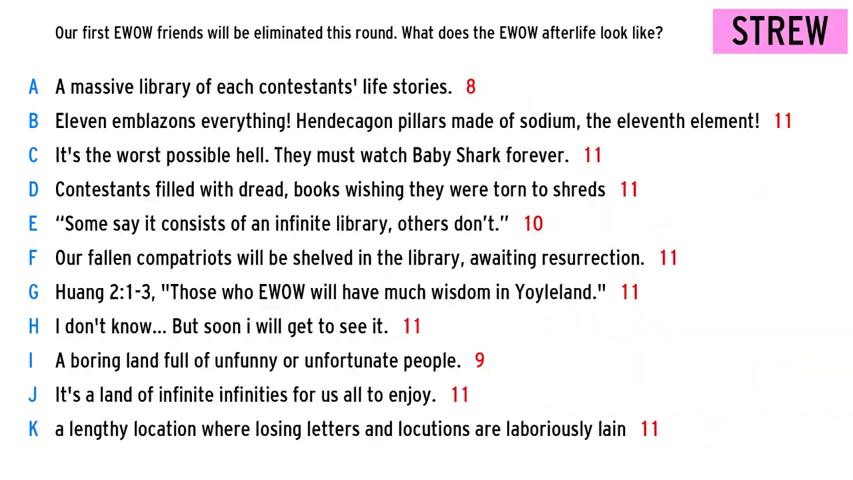 Our first EWOW friends will be eliminated this round. What does the EWOW afterlife look like?
STREW
A A massive library of each contestants' life stories. 8
B Eleven emblazons everything! Hendecagon pillars made of sodium, the eleventh element! 11
C It's the worst possible hell. They must watch Baby Shark forever. 11
D Contestants filled with dread, books wishing they were torn to shreds 11
E “Some say it consists of an infinite library, others don’t.” 10
F Our fallen compatriots will be shelved in the library, awaiting resurrection. 11
G Huang 2:1-3, "Those who EWOW will have much wisdom in Yoyleland." 11
H I don't know... But soon i will get to see it. 11
I A boring land full of unfunny or unfortunate people. 9
J It's a land of infinite infinities for us all to enjoy. 11
K a lengthy location where losing letters and locutions are laboriously lain 11